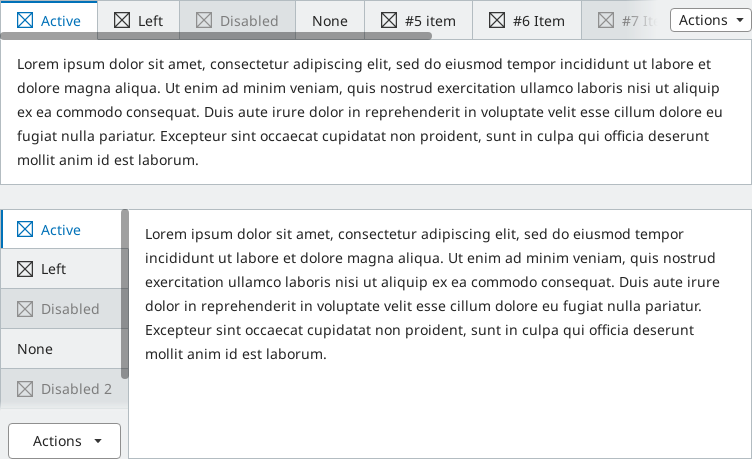 Active Left Disabled None #5 item #6 Item #7 Actions
Lorem ipsum dolor sit amet, consectetur adipiscing elit, sed do eiusmod tempor incididunt ut labore et
dolore magna aliqua. Ut enim ad minim veniam, quis nostrud exercitation ullamco laboris nisi ut aliquip
ex ea commodo consequat. Duis aute irure dolor in reprehenderit in voluptate velit esse cillum dolore eu
fugiat nulla pariatur. Excepteur sint occaecat cupidatat non proident, sunt in culpa qui officia deserunt
mollit anim id est laborum.
Active
Left
Disabled
None
Disabled 2
Actions
Lorem ipsum dolor sit amet, consectetur adipiscing elit, sed do eiusmod tempor
incididunt ut labore et dolore magna aliqua. Ut enim ad minim veniam, quis nostrud
exercitation ullamco laboris nisi ut aliquip ex ea commodo consequat. Duis aute irure
dolor in reprehenderit in voluptate velit esse cillum dolore eu fugiat nulla pariatur.
Excepteur sint occaecat cupidatat non proident, sunt in culpa qui officia deserunt
mollit anim id est laborum.